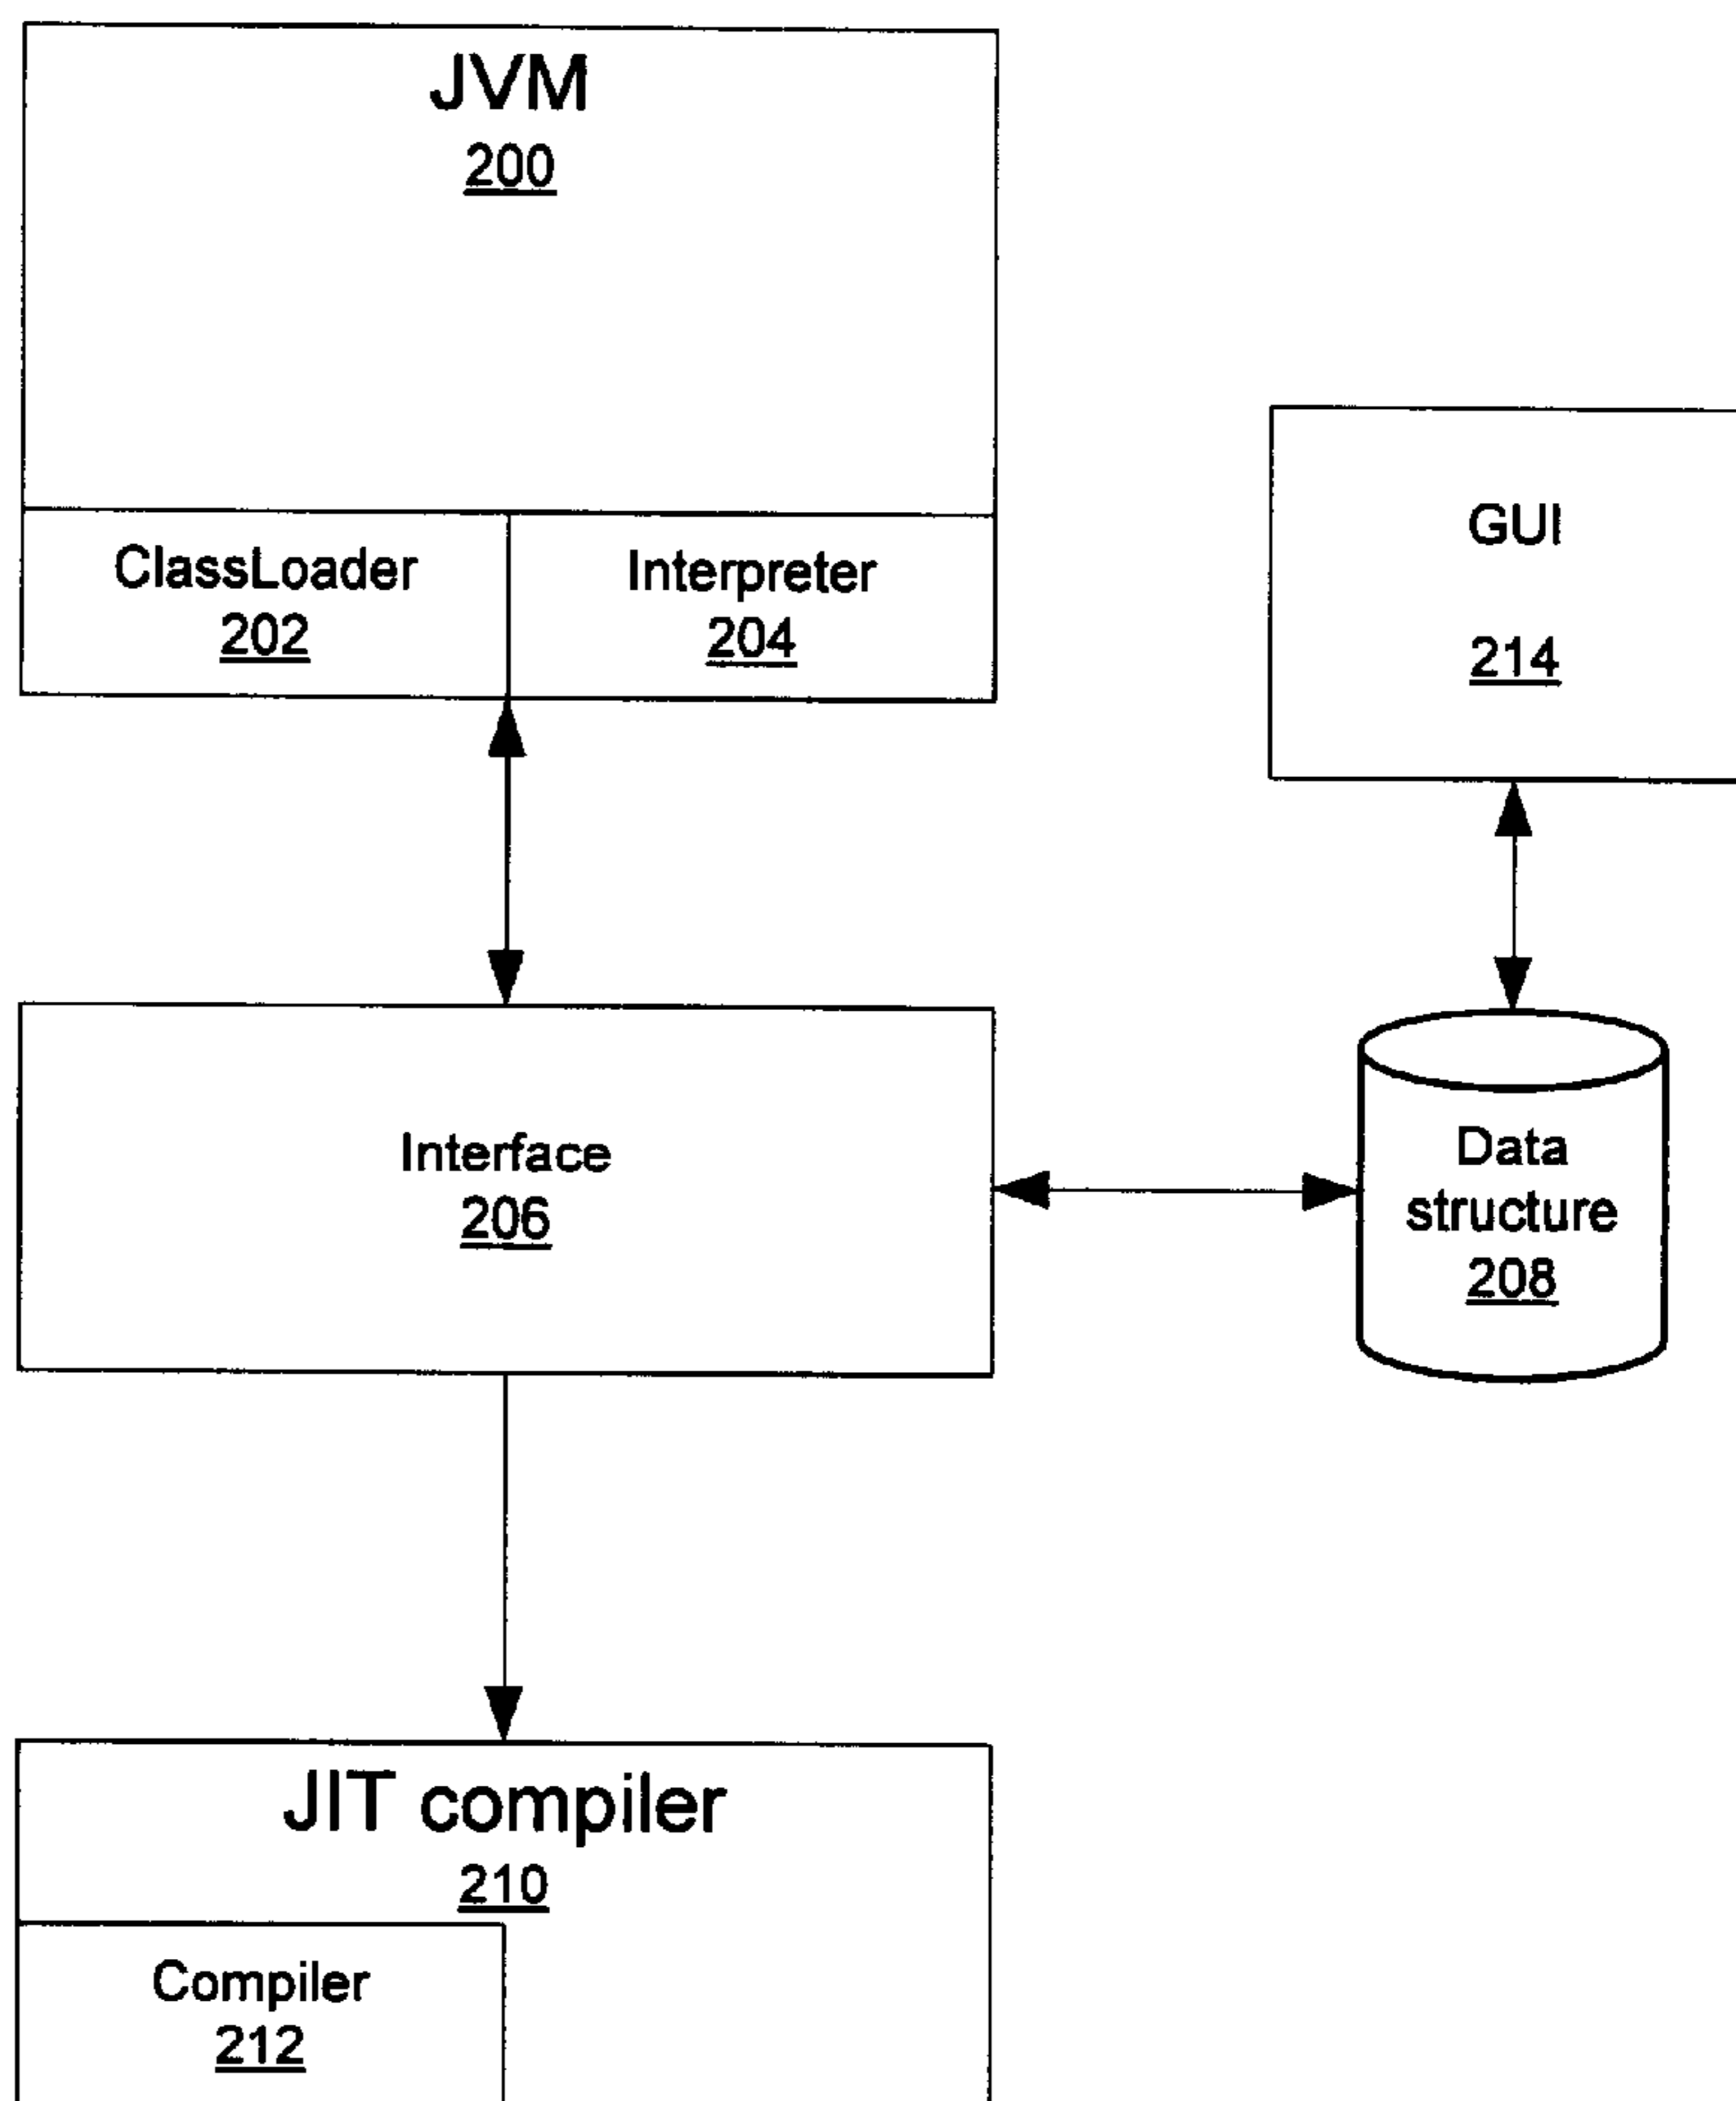 JVM
200
ClassLoader
202
Interpreter
204
GUI
214
Interface
206
Data
structure
208
JIT compiler
210
Compiler
212